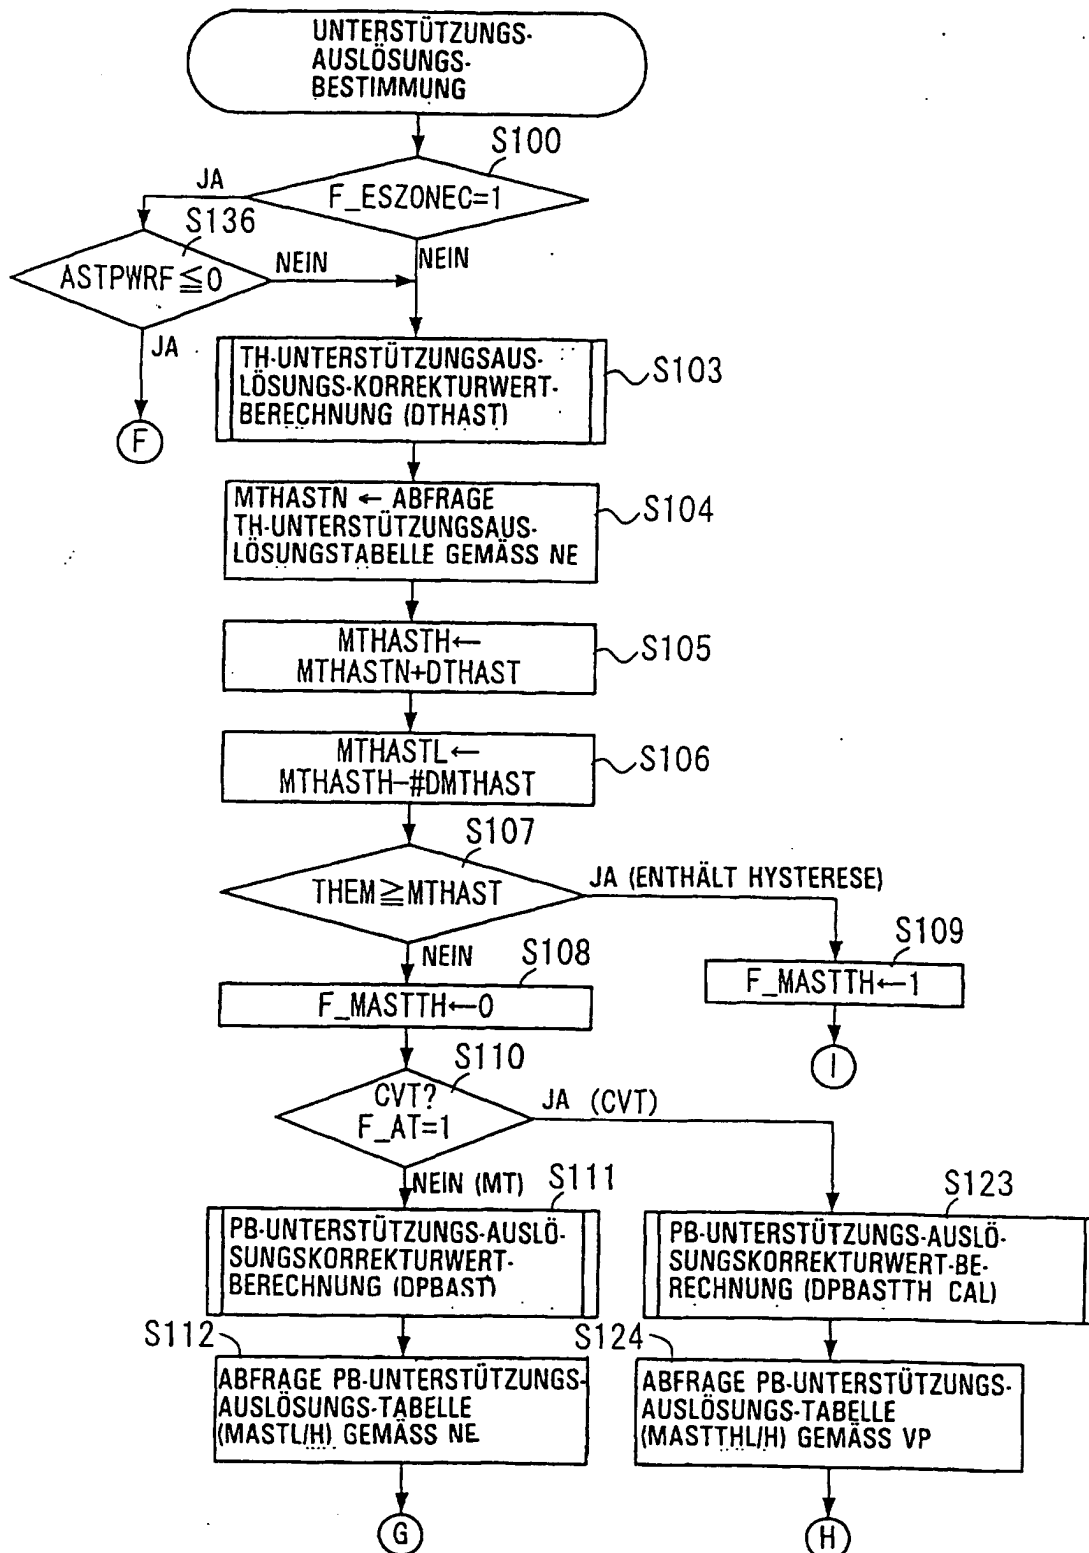 UNTERSTÜTZUNGS-
AUSLÖSUNGS-
BESTIMMUNG
S100
F_ESZONEC=1
JA
S136
NEIN
NEIN
ASTPWRF≦0
JA
F
TH-UNTERSTÜTZUNGSAUS-
LÖSUNGS-KORREKTURWERT-
BERECHNUNG (DTHAST)
S103
MTHASTN ← ABFRAGE
TH-UNTERSTÜTZUNGSAUS-
LÖSUNGSTABELLE GEMÄSS NE
S104
MTHASTH←
MTHASTN+DTHAST
S105
MTHASTL←
MTHASTH-#DMTHAST
S106
S107
THEM≧MTHAST
JA (ENTHÄLT HYSTERESE)
NEIN
S108
F_MASTTH←0
S109
F_MASTTH←1
I
S110
CVT?
F_AT=1
JA (CVT)
NEIN (MT)
S111
PB-UNTERSTÜTZUNGS-AUSLÖ-
SUNGSKORREKTURWERT-
BERECHNUNG (DPBAST)
S123
PB-UNTERSTÜTZUNGS-AUSLÖ-
SUNGSKORREKTURWERT-BE-
RECHNUNG (DPBASTTH CAL)
S112
ABFRAGE PB-UNTERSTÜTZUNGS-
AUSLÖSUNGS-TABELLE
(MASTL/H) GEMÄSS NE
S124
ABFRAGE PB-UNTERSTÜTZUNGS-
AUSLÖSUNGS-TABELLE
(MASTTHL/H) GEMÄSS VP
G
H